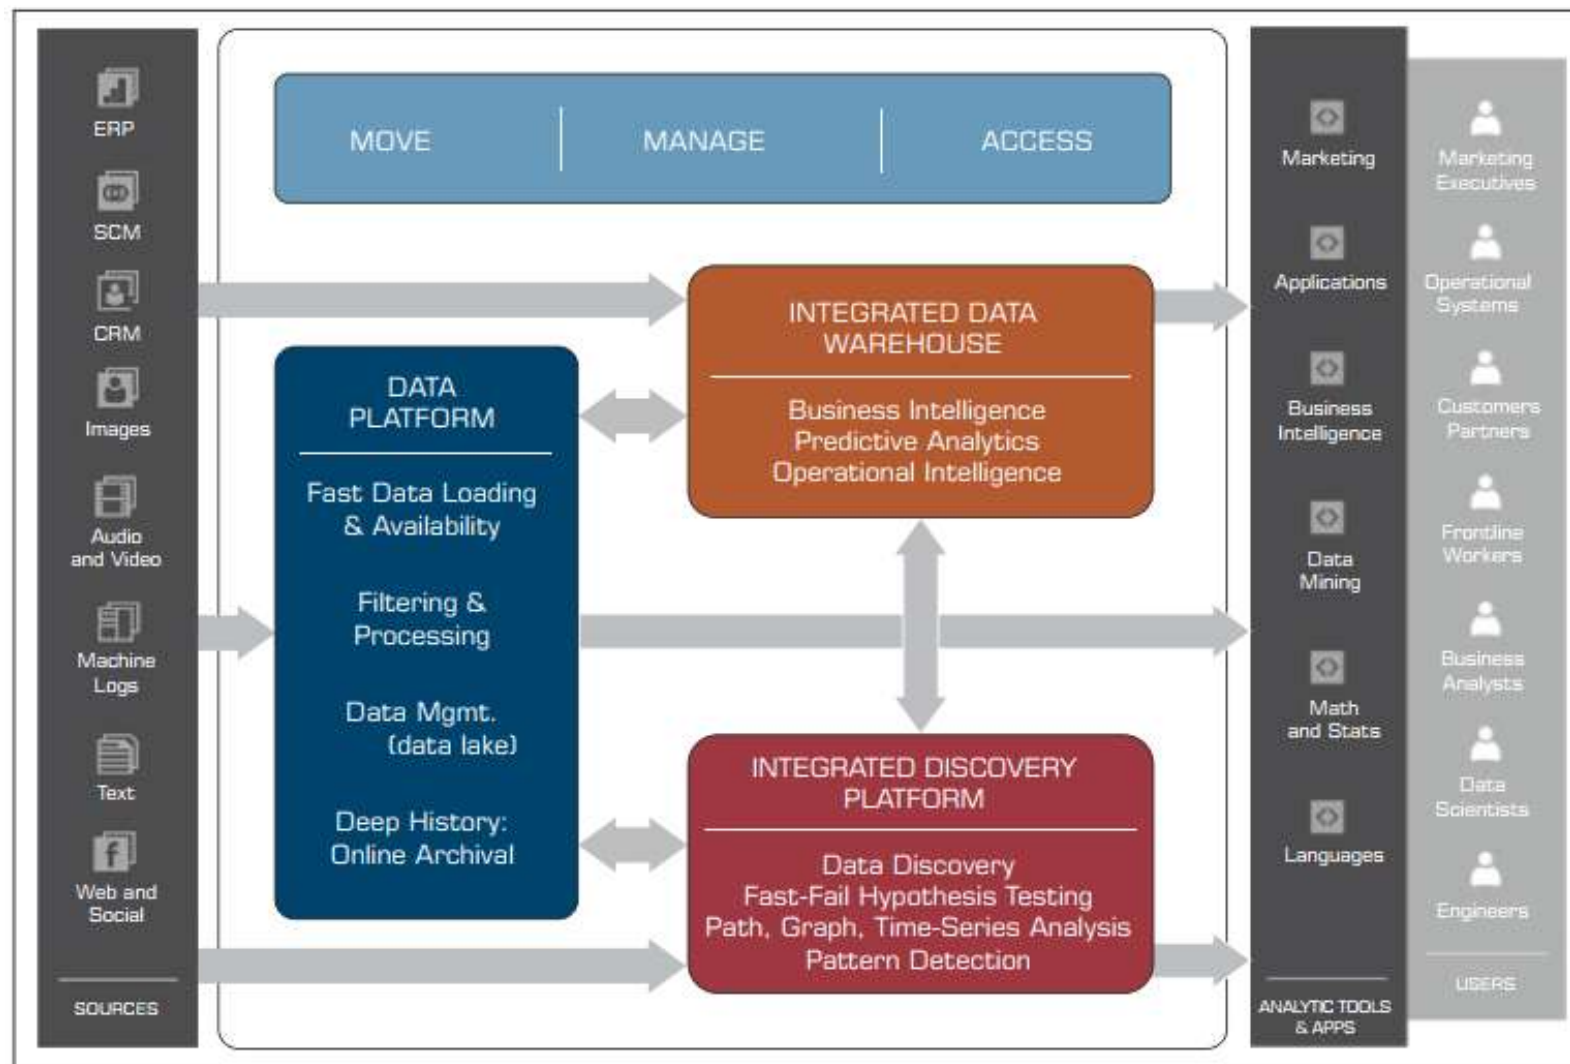 ERP
SCM
CRM
Images
Audio
and Video
Machine
Logs
Text
f
Web and
Social
SOURCES
MOVE
MANAGE
ACCESS
DATA
PLATFORM
Fast Data Loading
& Availability
Filtering &
Processing
Data Mgmt.
(data lake)
Deep History:
Online Archival
INTEGRATED DATA
WAREHOUSE
Business Intelligence
Predictive Analytics
Operational Intelligence
INTEGRATED DISCOVERY
PLATFORM
Data Discovery
Fast-Fail Hypothesis Testing
Path, Graph, Time-Series Analysis
Pattern Detection
Marketing
Applications
Business
Intelligence
Data
Mining
Math
and Stats
Languages
ANALYTIC TOOLS
& APPS
Marketing
Executives
Operational
Systems
Customers
Partners
Frontline
Workers
Business
Analysts
Data
Scientists
Engineers
USERS